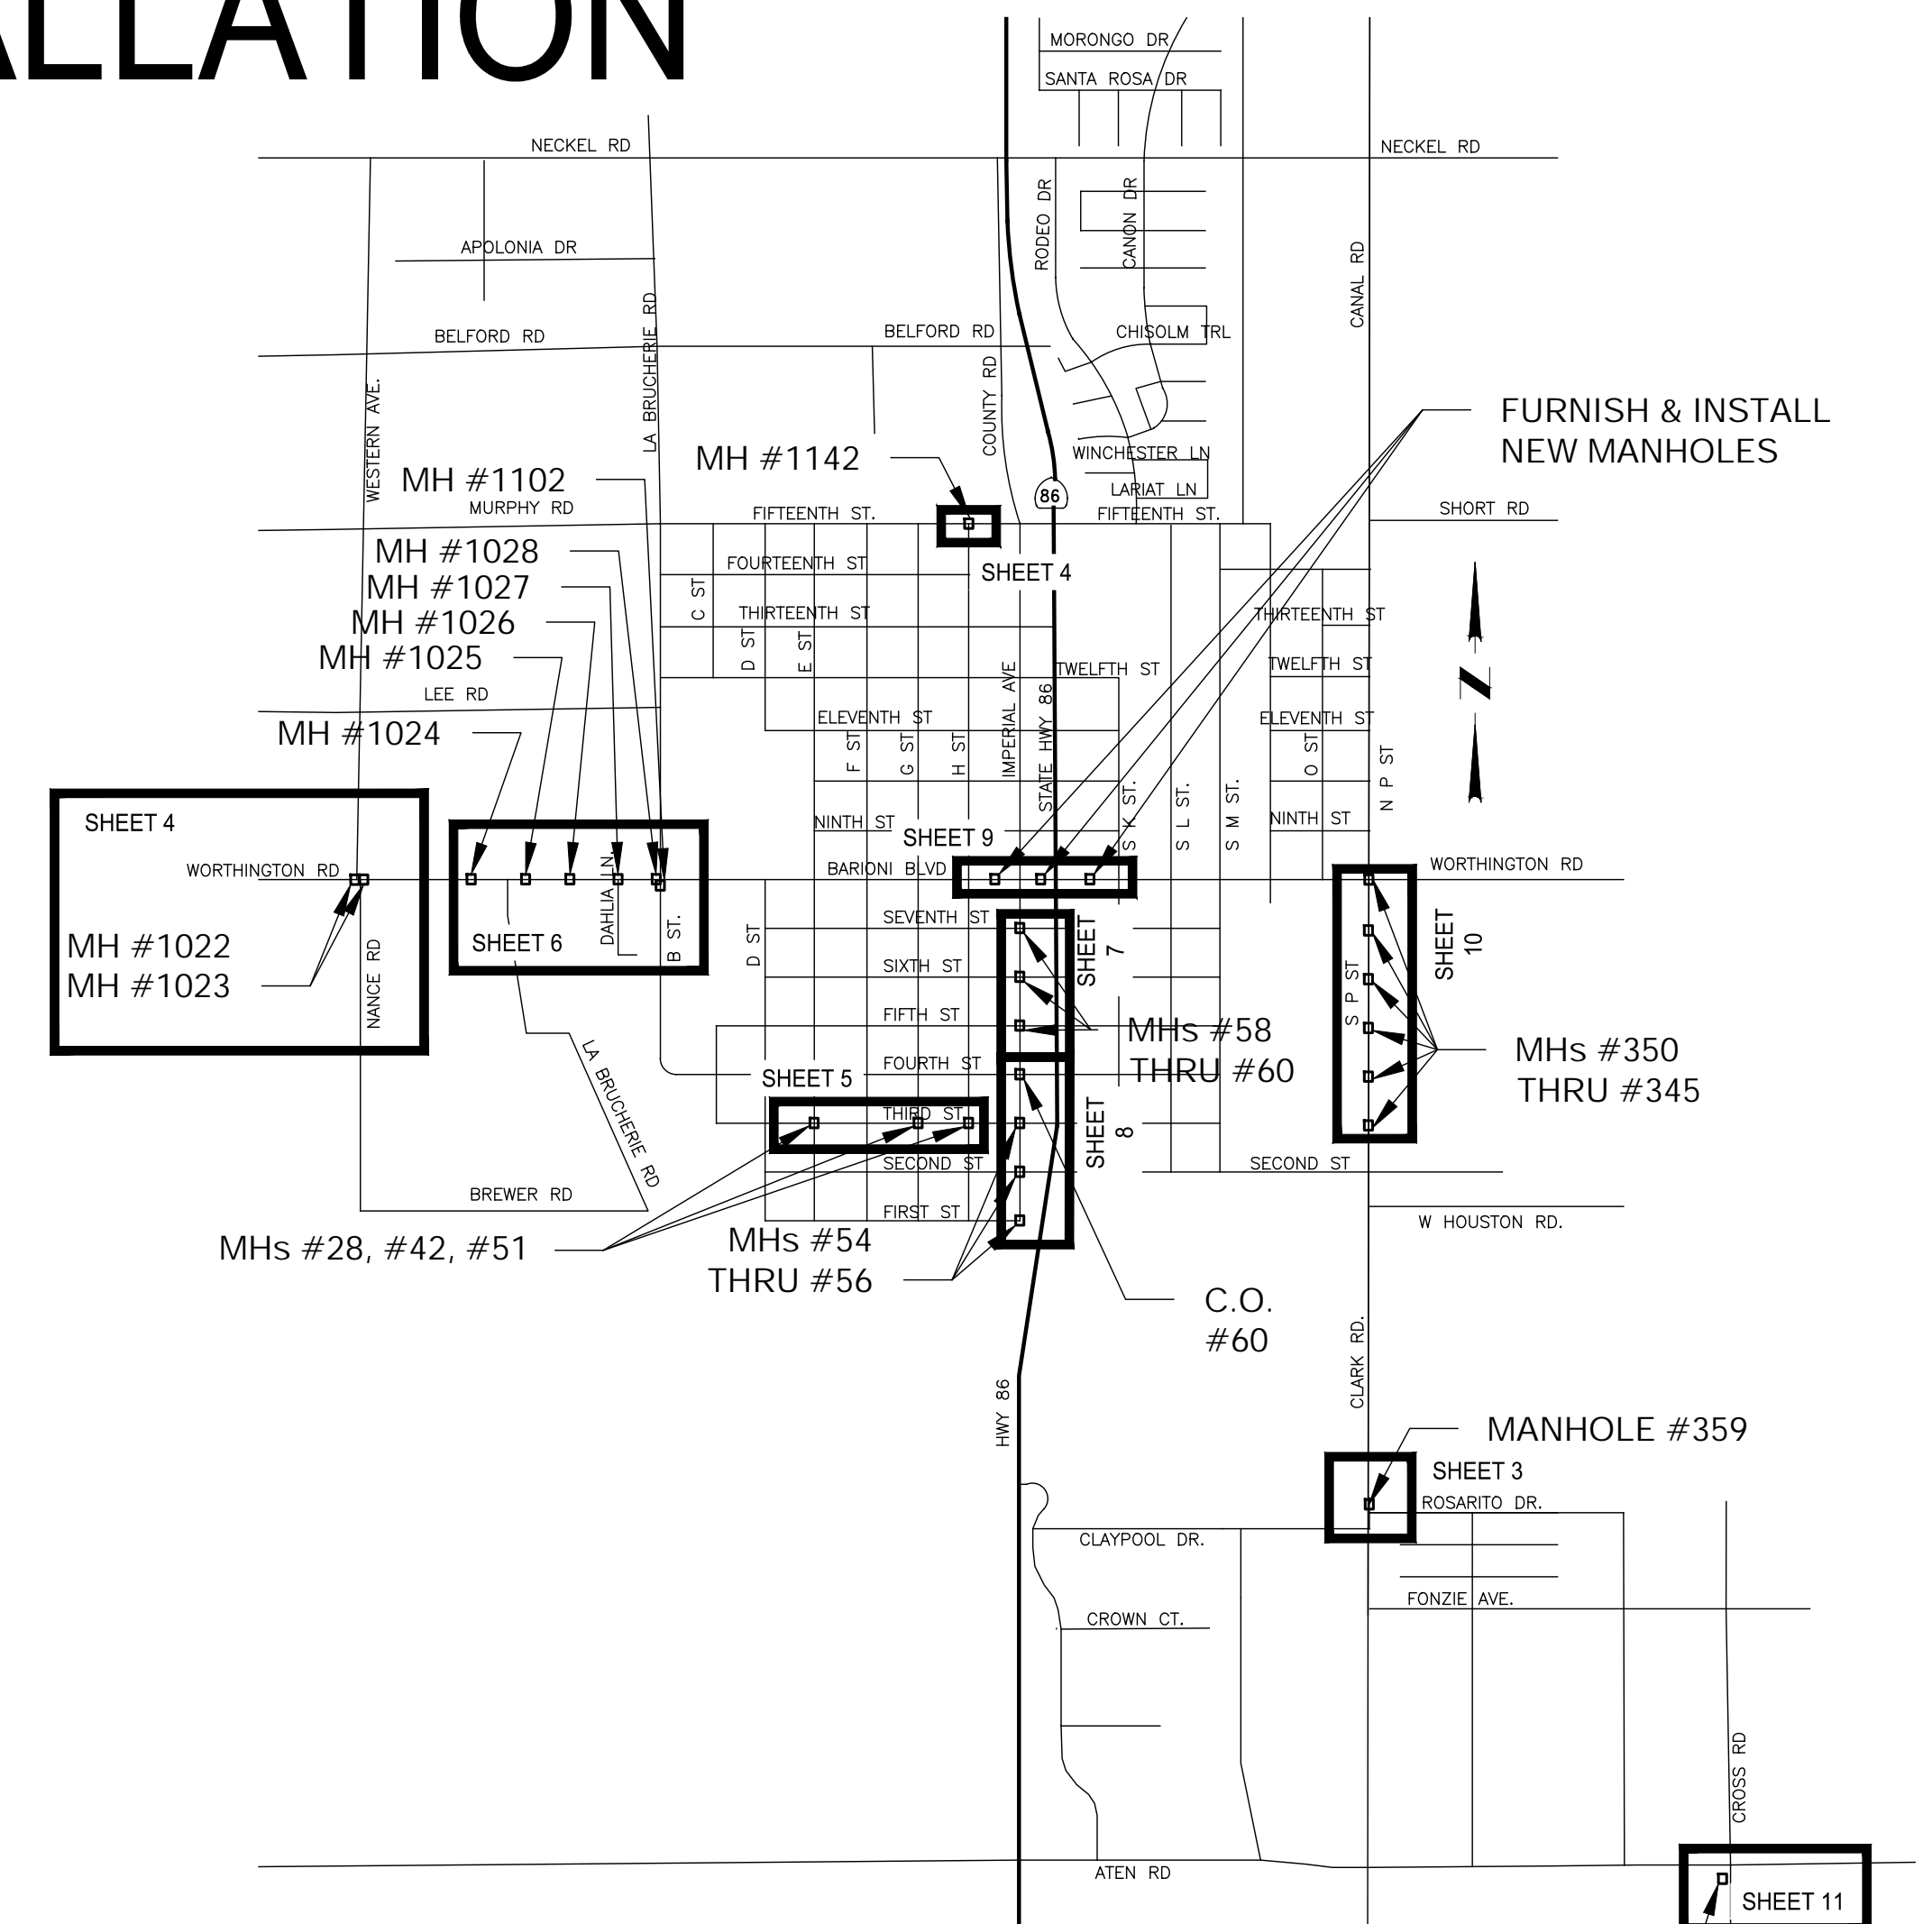 ALLATION
MORONGO DR
SANTA ROSA DR
NECKEL RD
NECKEL RD
RODEO DR
CANON DR
APOLONIA DR
CANAL RD
LA BRUCHERIE RD
BELFORD RD
BELFORD RD
CHISOLM TRL
COUNTY RD
WESTERN AVE.
FURNISH & INSTALL
NEW MANHOLES
MH #1142
WINCHESTER LN
MH #1102
LARIAT LN
86
MURPHY RD
FIFTEENTH ST.
FIFTEENTH ST.
SHORT RD
MH #1028
FOURTEENTH ST
SHEET 4
MH #1027
C ST
THIRTEENTH ST
THIRTEENTH ST
MH #1026
D ST
E ST
MH #1025
TWELFTH ST
TWELFTH ST
N
LEE RD
IMPERIAL AVE
STATE HWY 86
ELEVENTH ST
ELEVENTH ST
MH #1024
F ST
G ST
H ST
O ST
N P ST
SHEET 4
NINTH ST
SHEET 9
S K ST.
S L ST.
S M ST.
NINTH ST
WORTHINGTON RD
DAHLIA LN.
BARIONI BLVD
WORTHINGTON RD
SEVENTH ST
MH #1022
MH #1023
NANCE RD
SHEET 6
B ST.
D ST
SIXTH ST
SHEET
7
S P ST
SHEET
10
FIFTH ST
MHs #58
THRU #60
MHs #350
THRU #345
FOURTH ST
LA BRUCHERIE RD
SHEET 5
THIRD ST
SHEET
8
SECOND ST
SECOND ST
BREWER RD
FIRST ST
W HOUSTON RD.
MHs #28, #42, #51
MHs #54
THRU #56
C.O.
#60
CLARK RD.
HWY 86
MANHOLE #359
SHEET 3
ROSARITO DR.
CLAYPOOL DR.
FONZIE AVE.
CROWN CT.
CROSS RD
ATEN RD
SHEET 11